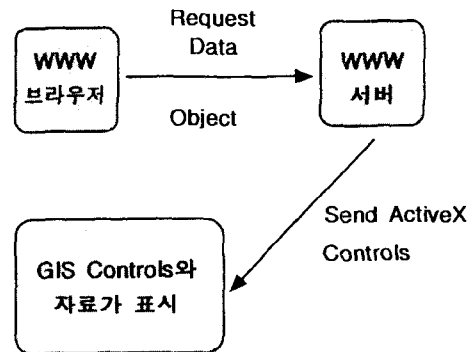 Request
Data
WWW
브라우저
WWW
서버
Object
Send ActiveX
Controls
GIS Controls와
자료가 표시